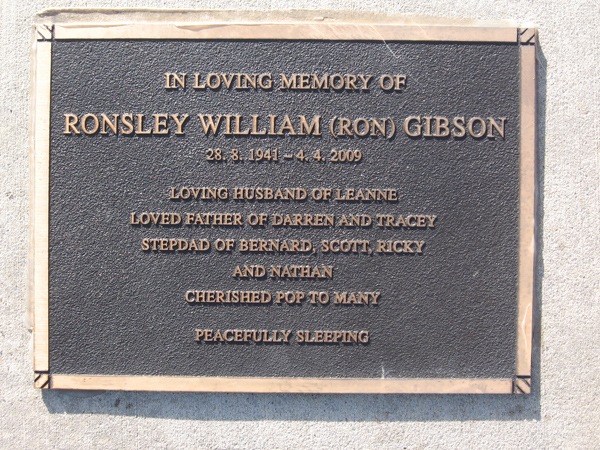 IN LOVING MEMORY OF
RONSLEY WILLIAM (RON) GIBSON
28. 8. 1941 – 4. 4. 2009
LOVING HUSBAND OF LEANNE
LOVED FATHER OF DARREN AND TRACEY
STEPDAD OF BERNARD, SCOTT, RICKY
AND NATHAN
CHERISHED POP TO MANY
PEACEFULLY SLEEPING